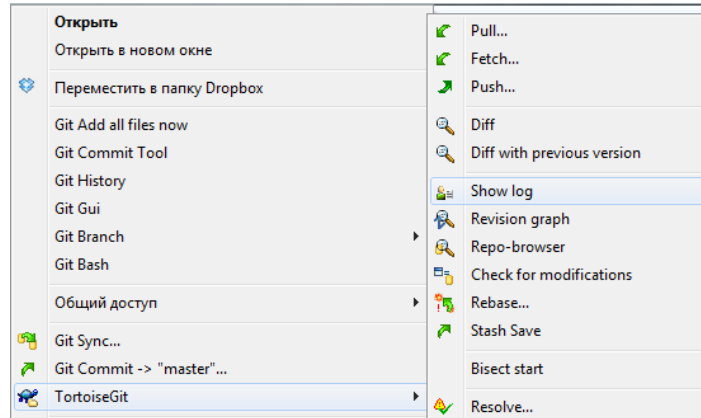 Открыть
Открыть в новом окне
Переместить в папку Dropbox
Git Add all files now
Git Commit Tool
Git History
Git Gui
Git Branch
Git Bash
Общий доступ
Git Sync...
Git Commit -> "master"...
TortoiseGit
Pull...
Fetch...
Push...
Diff
Diff with previous version
Show log
Revision graph
Repo-browser
Check for modifications
Rebase...
Stash Save
Bisect start
Resolve...